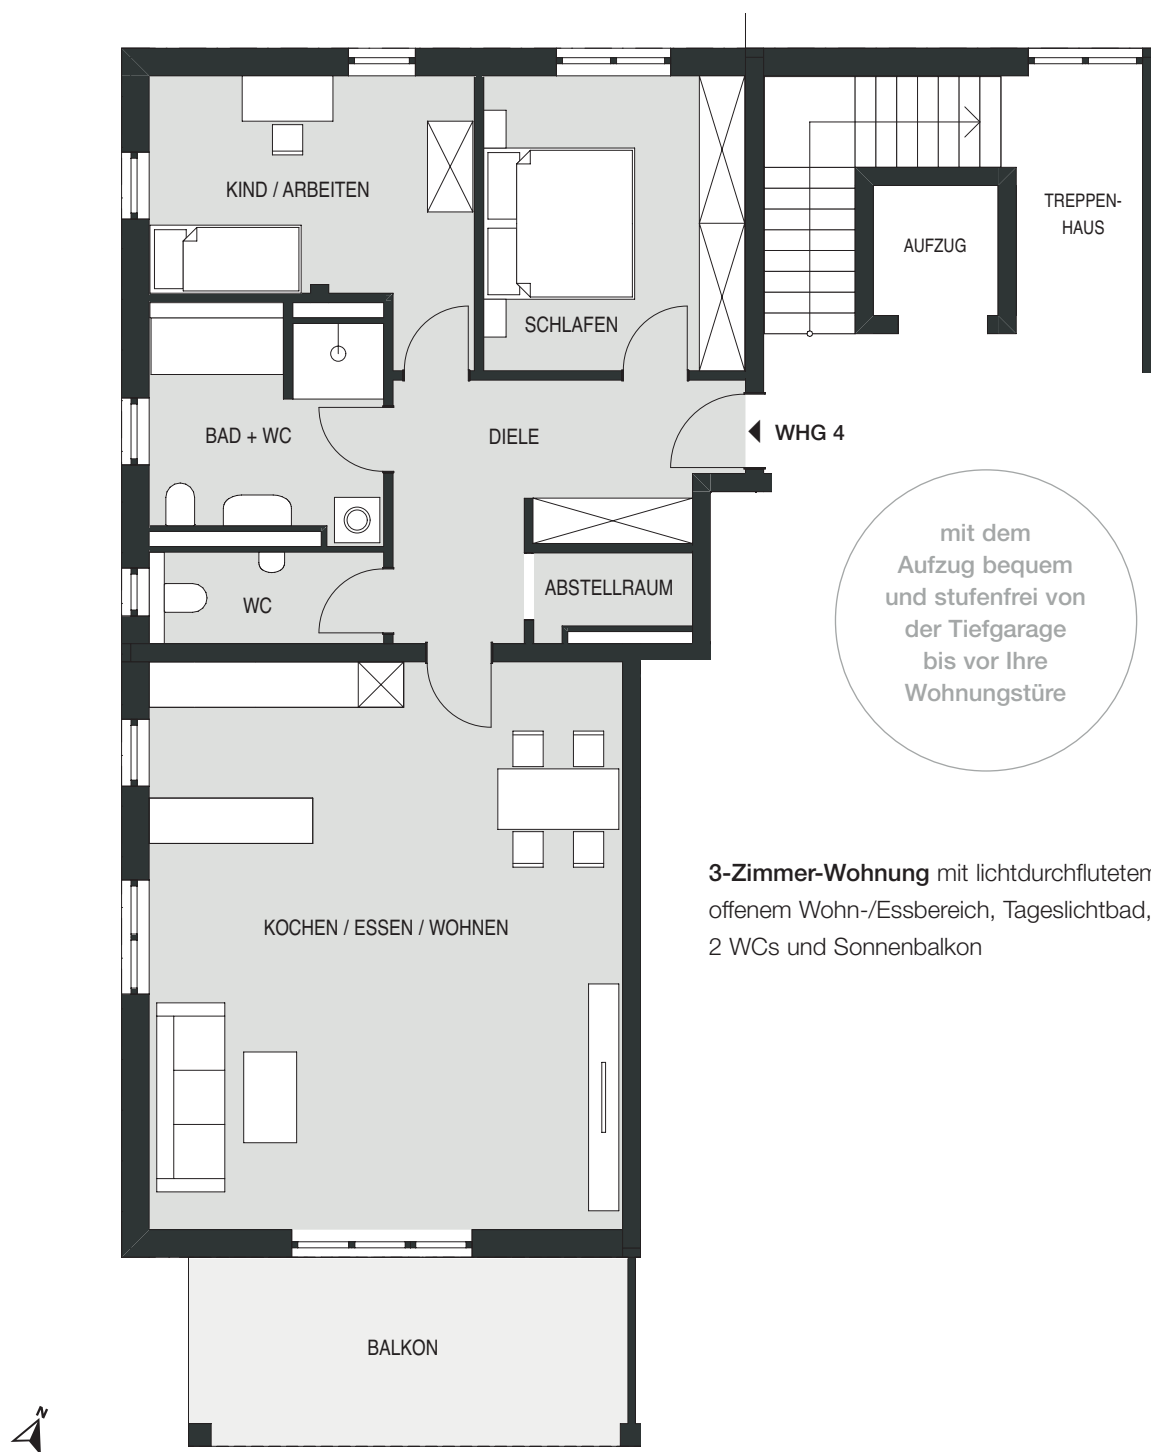 KIND / ARBEITEN
TREPPEN-
HAUS
AUFZUG
SCHLAFEN
BAD + WC
DIELE
WHG 4
mit dem
Aufzug bequem
und stufenfrei von
der Tiefgarage
bis vor Ihre
Wohnungstüre
ABSTELLRAUM
WC
3-Zimmer-Wohnung mit lichtdurchflutetem
offenem Wohn-/Essbereich, Tageslichtbad,
2 WCs und Sonnenbalkon
KOCHEN / ESSEN / WOHNEN
BALKON
N